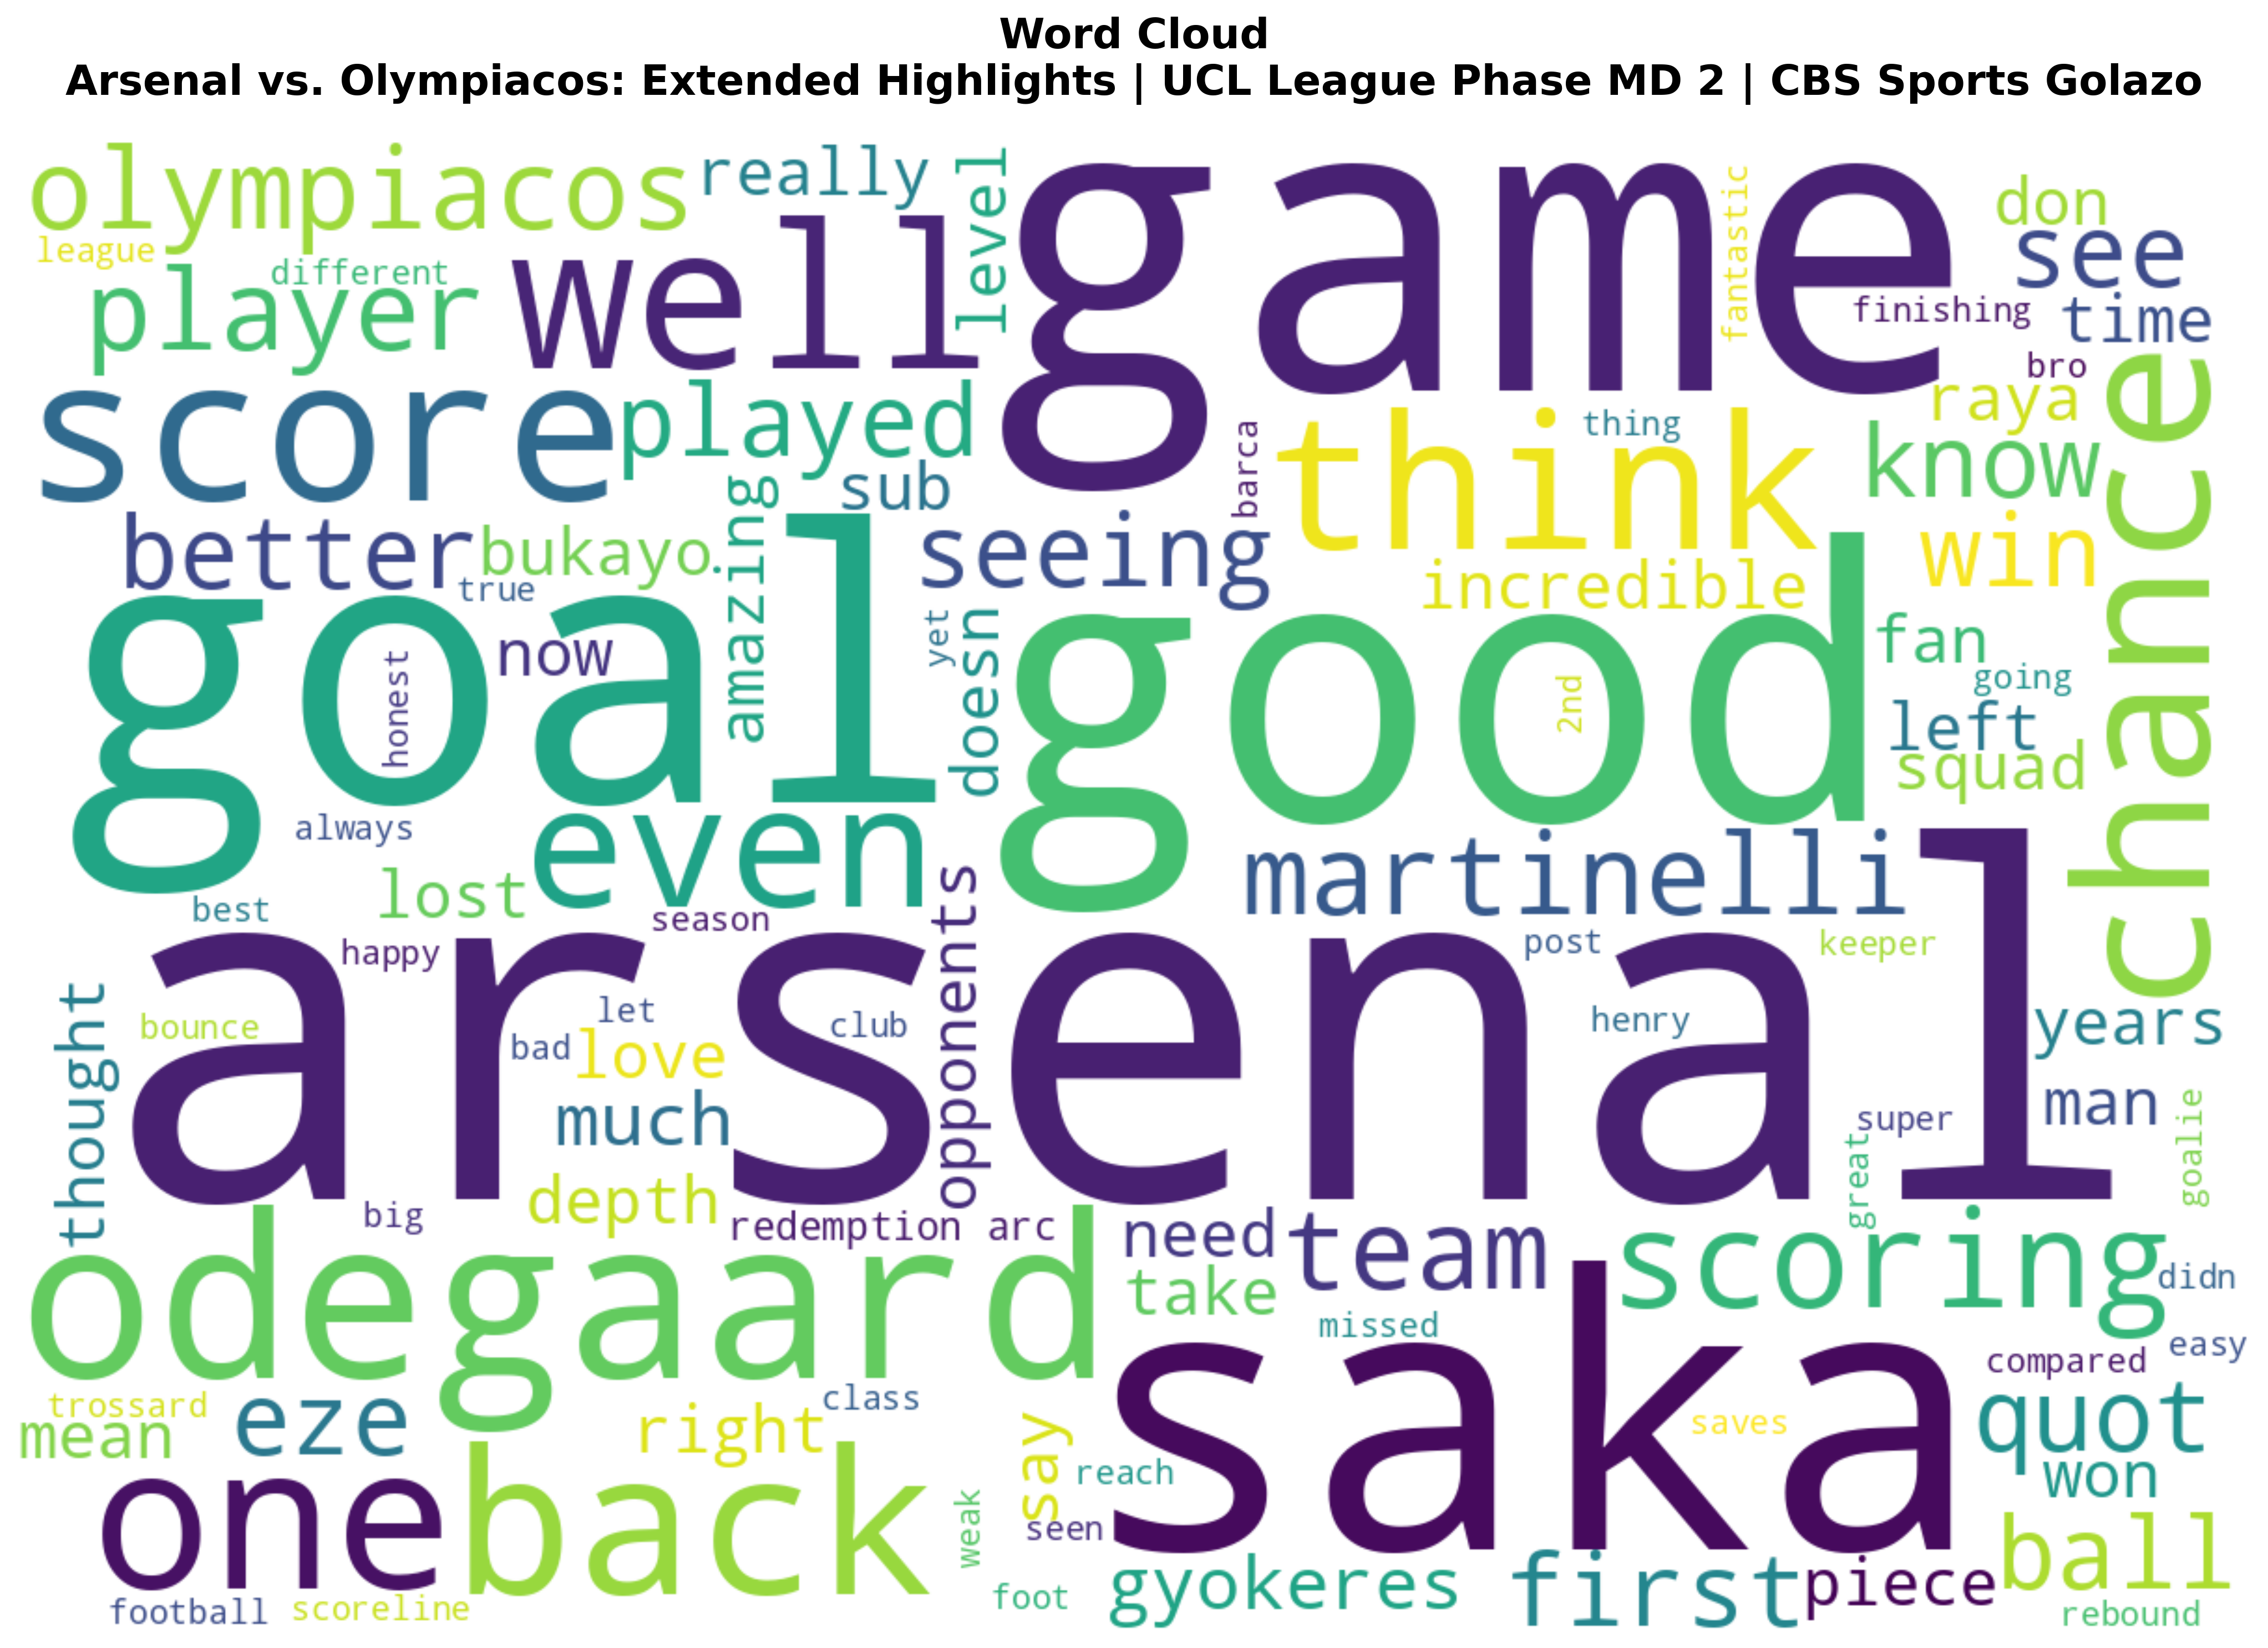 Word Cloud
Arsenal vs. Olympiacos: Extended Highlights | UCL League Phase MD 2 | CBS Sports Golazo
olympiacos
really
level
game
fantastic
don
league
different
player
well
see
finishing
time
bro
score
played
barca
think
thing
raya
know
chance
sub
amazing
better
bukayo
true
seeing
incredible
win
goal
now
honest
yet
doesn
good
2nd
fan
going
left
squad
always
even
martinelli
lost
best
season
opponents
happy
arsenal
post
keeper
thought
bounce
let
bad
love
club
henry
years
much
super
man
great
goalie
depth
big
redemption arc
need
team
scoring
didn
odegaard
take
missed
saka
compared
easy
trossard
mean
eze
right
class
say
saves
quot
won
reach
one
back
weak
seen
foot
gyokeres
first
piece
ball
football
scoreline
rebound